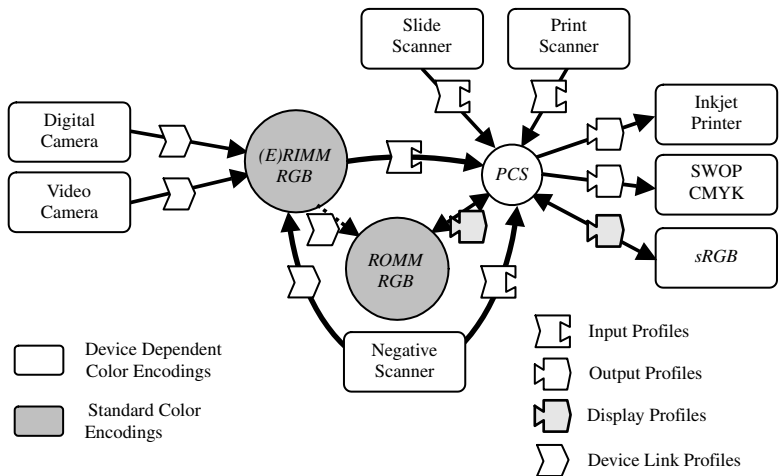 Slide
Scanner
Print
Scanner
Digital
Camera
Video
Camera
(E)RIMM
RGB
PCS
Inkjet
Printer
SWOP
CMYK
sRGB
ROMM
RGB
Negative
Scanner
Device Dependent
Color Encodings
Standard Color
Encodings
Input Profiles
Output Profiles
Display Profiles
Device Link Profiles